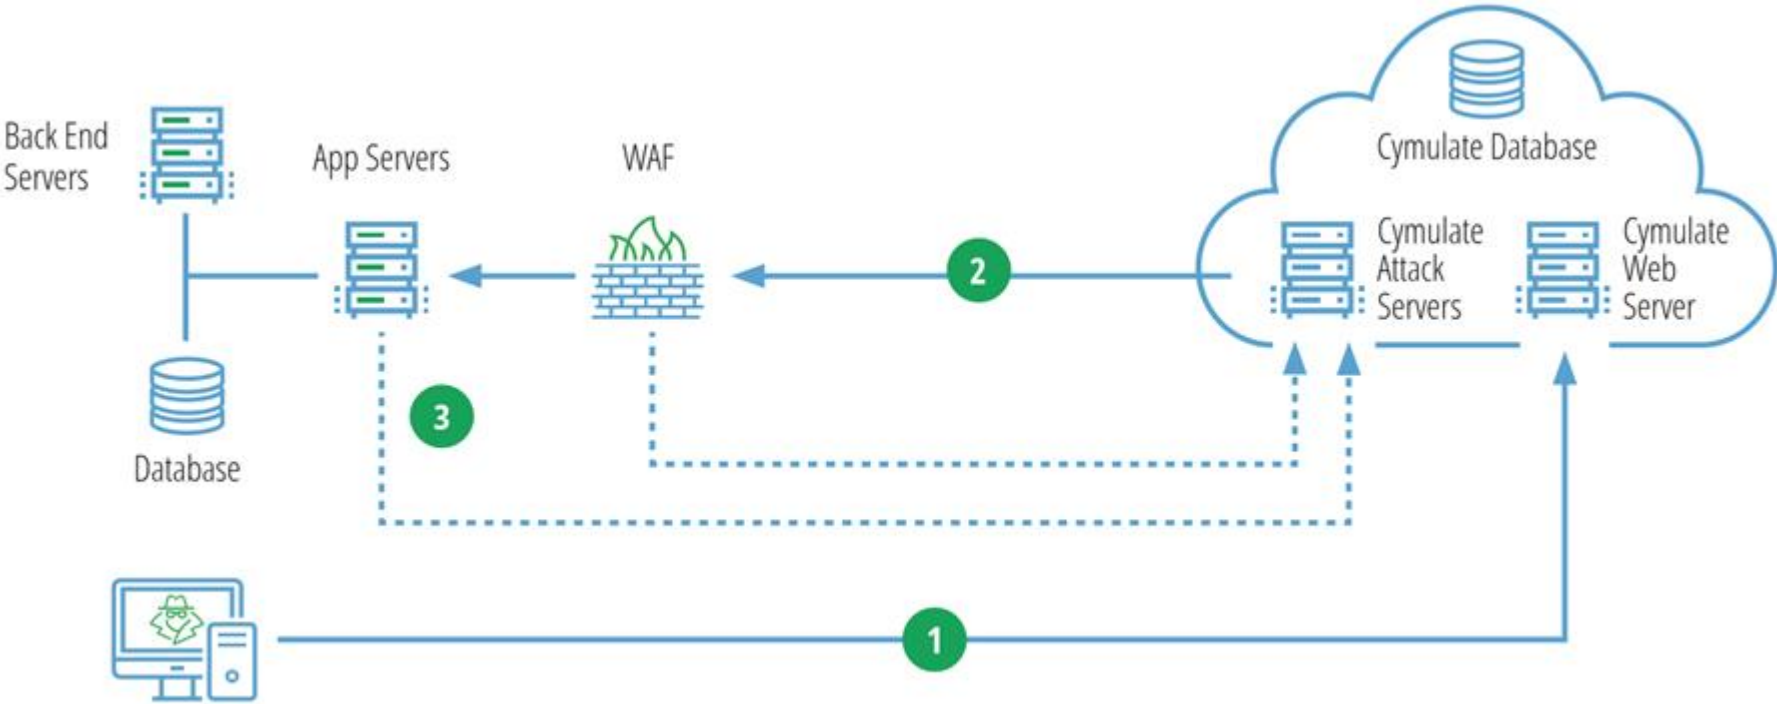 Back End
Servers
App Servers
WAF
2
Cymulate Database
Cymulate
Attack
Servers
Cymulate
Web
Server
3
Database
1